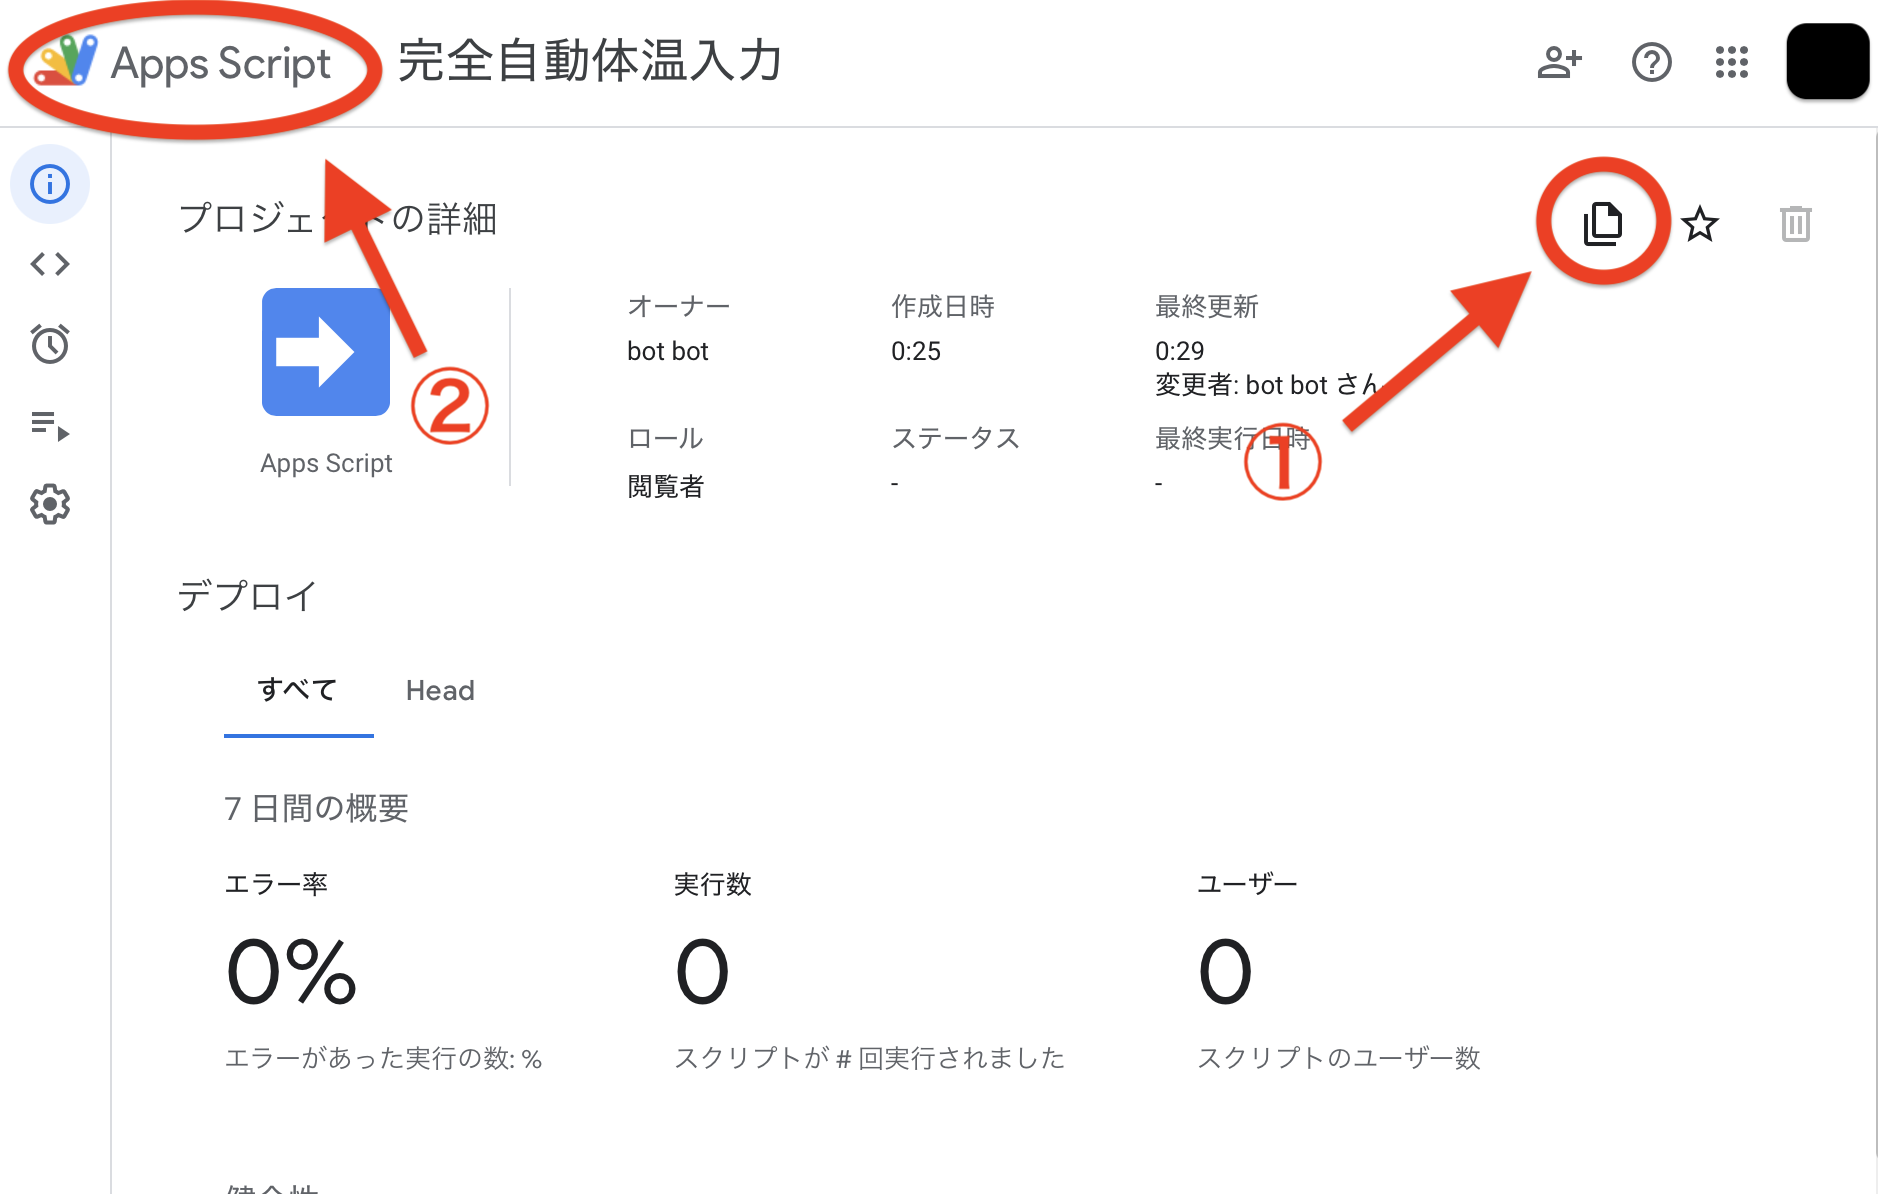 Apps Script 完全自動体温入力
プロジェクトの詳細
オーナー 作成日時 最終更新
bot bot 0:25 0:29
変更者: bot bot さん
②
ロール ステータス 最終実行日時
①
Apps Script
閲覧者 - -
デプロイ
すべて Head
7 日間の概要
エラー率 実行数 ユーザー
0% 0 0
エラーがあった実行の数: % スクリプトが # 回実行されました スクリプトのユーザー数